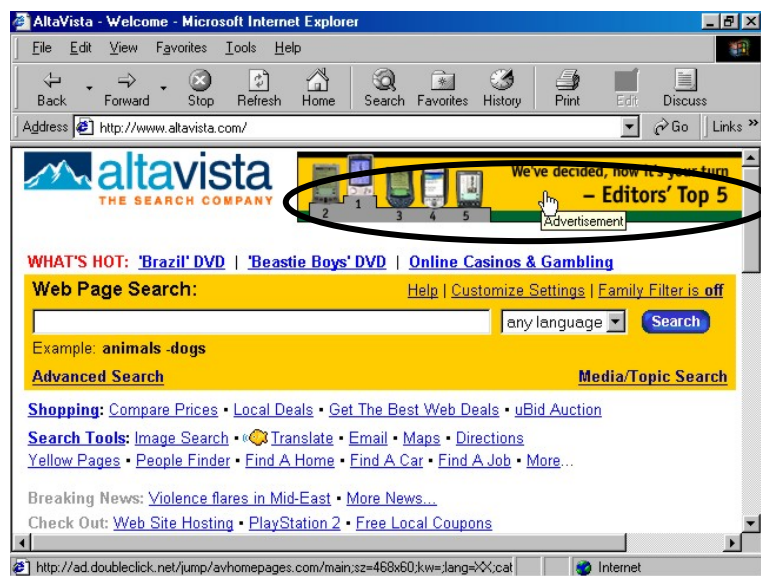 AltaVista - Welcome - Microsoft Internet Explorer
File Edit View Favorites Tools Help
Back Forward Stop Refresh Home Search Favorites History Print Edit Discuss
Address http://www.altavista.com/ Go Links »
altavista
THE SEARCH COMPANY
We've decided, now it's your turn
– Editors' Top 5
2 1 3 4 5
Advertisement
WHAT'S HOT: 'Brazil' DVD | 'Beastie Boys' DVD | Online Casinos & Gambling
Web Page Search: Help | Customize Settings | Family Filter is off
any language Search
Example: animals -dogs
Advanced Search Media/Topic Search
Shopping: Compare Prices • Local Deals • Get The Best Web Deals • uBid Auction
Search Tools: Image Search • Translate • Email • Maps • Directions
Yellow Pages • People Finder • Find A Home • Find A Car • Find A Job • More...
Breaking News: Violence flares in Mid-East • More News...
Check Out: Web Site Hosting • PlayStation 2 • Free Local Coupons
http://ad.doubleclick.net/jump/avhomepages.com/main;sz=468x60;kw=;lang=XX;cat Internet